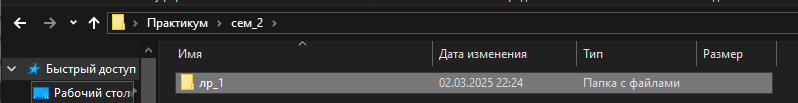 Практикум сем_2
Имя Дата изменения Тип Размер
Быстрый доступ
лр_1 02.03.2025 22:24 Папка с файлами
Рабочий стол